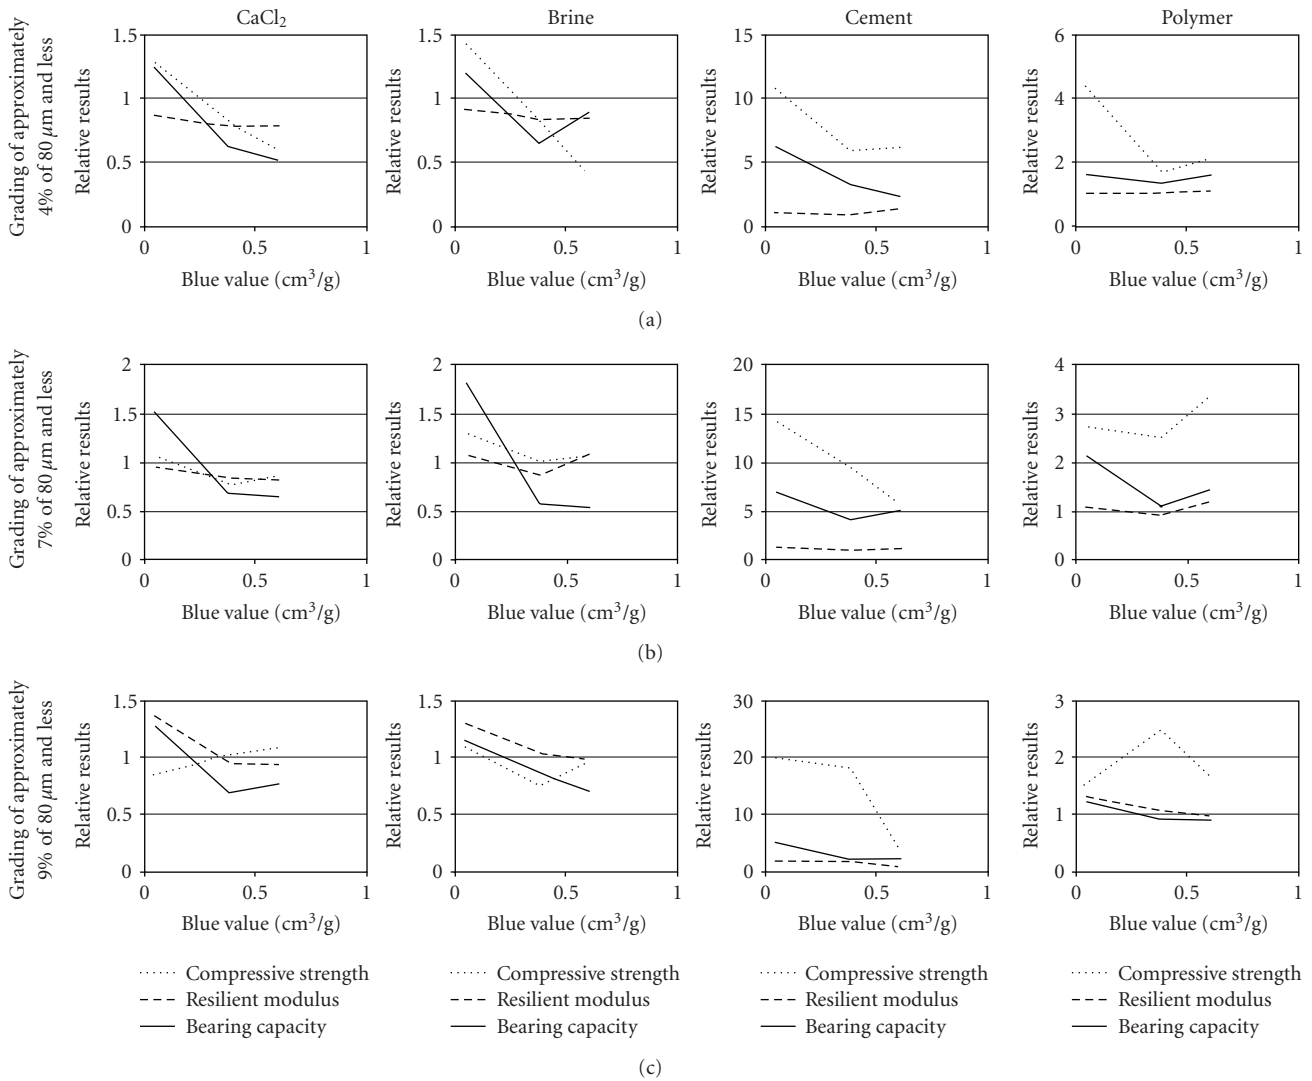 CaCl₂ Brine Cement Polymer
Grading of approximately
4% of 80 μm and less
Relative results
1.5
1
0.5
0
0 0.5 1
Blue value (cm³/g)
Relative results
1.5
1
0.5
0
0 0.5 1
Blue value (cm³/g)
Relative results
15
10
5
0
0 0.5 1
Blue value (cm³/g)
Relative results
6
4
2
0
0 0.5 1
Blue value (cm³/g)
(a)
Grading of approximately
7% of 80 μm and less
Relative results
2
1.5
1
0.5
0
0 0.5 1
Blue value (cm³/g)
Relative results
2
1.5
1
0.5
0
0 0.5 1
Blue value (cm³/g)
Relative results
20
15
10
5
0
0 0.5 1
Blue value (cm³/g)
Relative results
4
3
2
1
0
0 0.5 1
Blue value (cm³/g)
(b)
Grading of approximately
9% of 80 μm and less
Relative results
1.5
1
0.5
0
0 0.5 1
Blue value (cm³/g)
Relative results
1.5
1
0.5
0
0 0.5 1
Blue value (cm³/g)
Relative results
30
20
10
0
0 0.5 1
Blue value (cm³/g)
Relative results
3
2
1
0
0 0.5 1
Blue value (cm³/g)
Compressive strength
Resilient modulus
Bearing capacity
Compressive strength
Resilient modulus
Bearing capacity
Compressive strength
Resilient modulus
Bearing capacity
Compressive strength
Resilient modulus
Bearing capacity
(c)